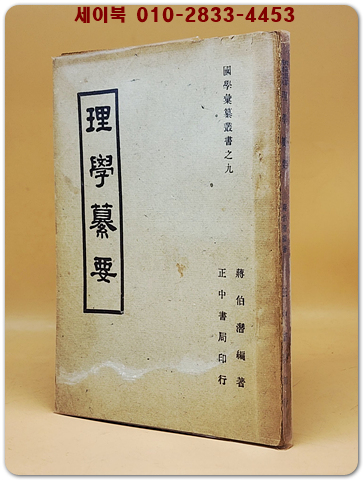 세이북 010-2833-4453
國學彙纂叢書之九
理學纂要
蔣伯潛編著
正中書局印行